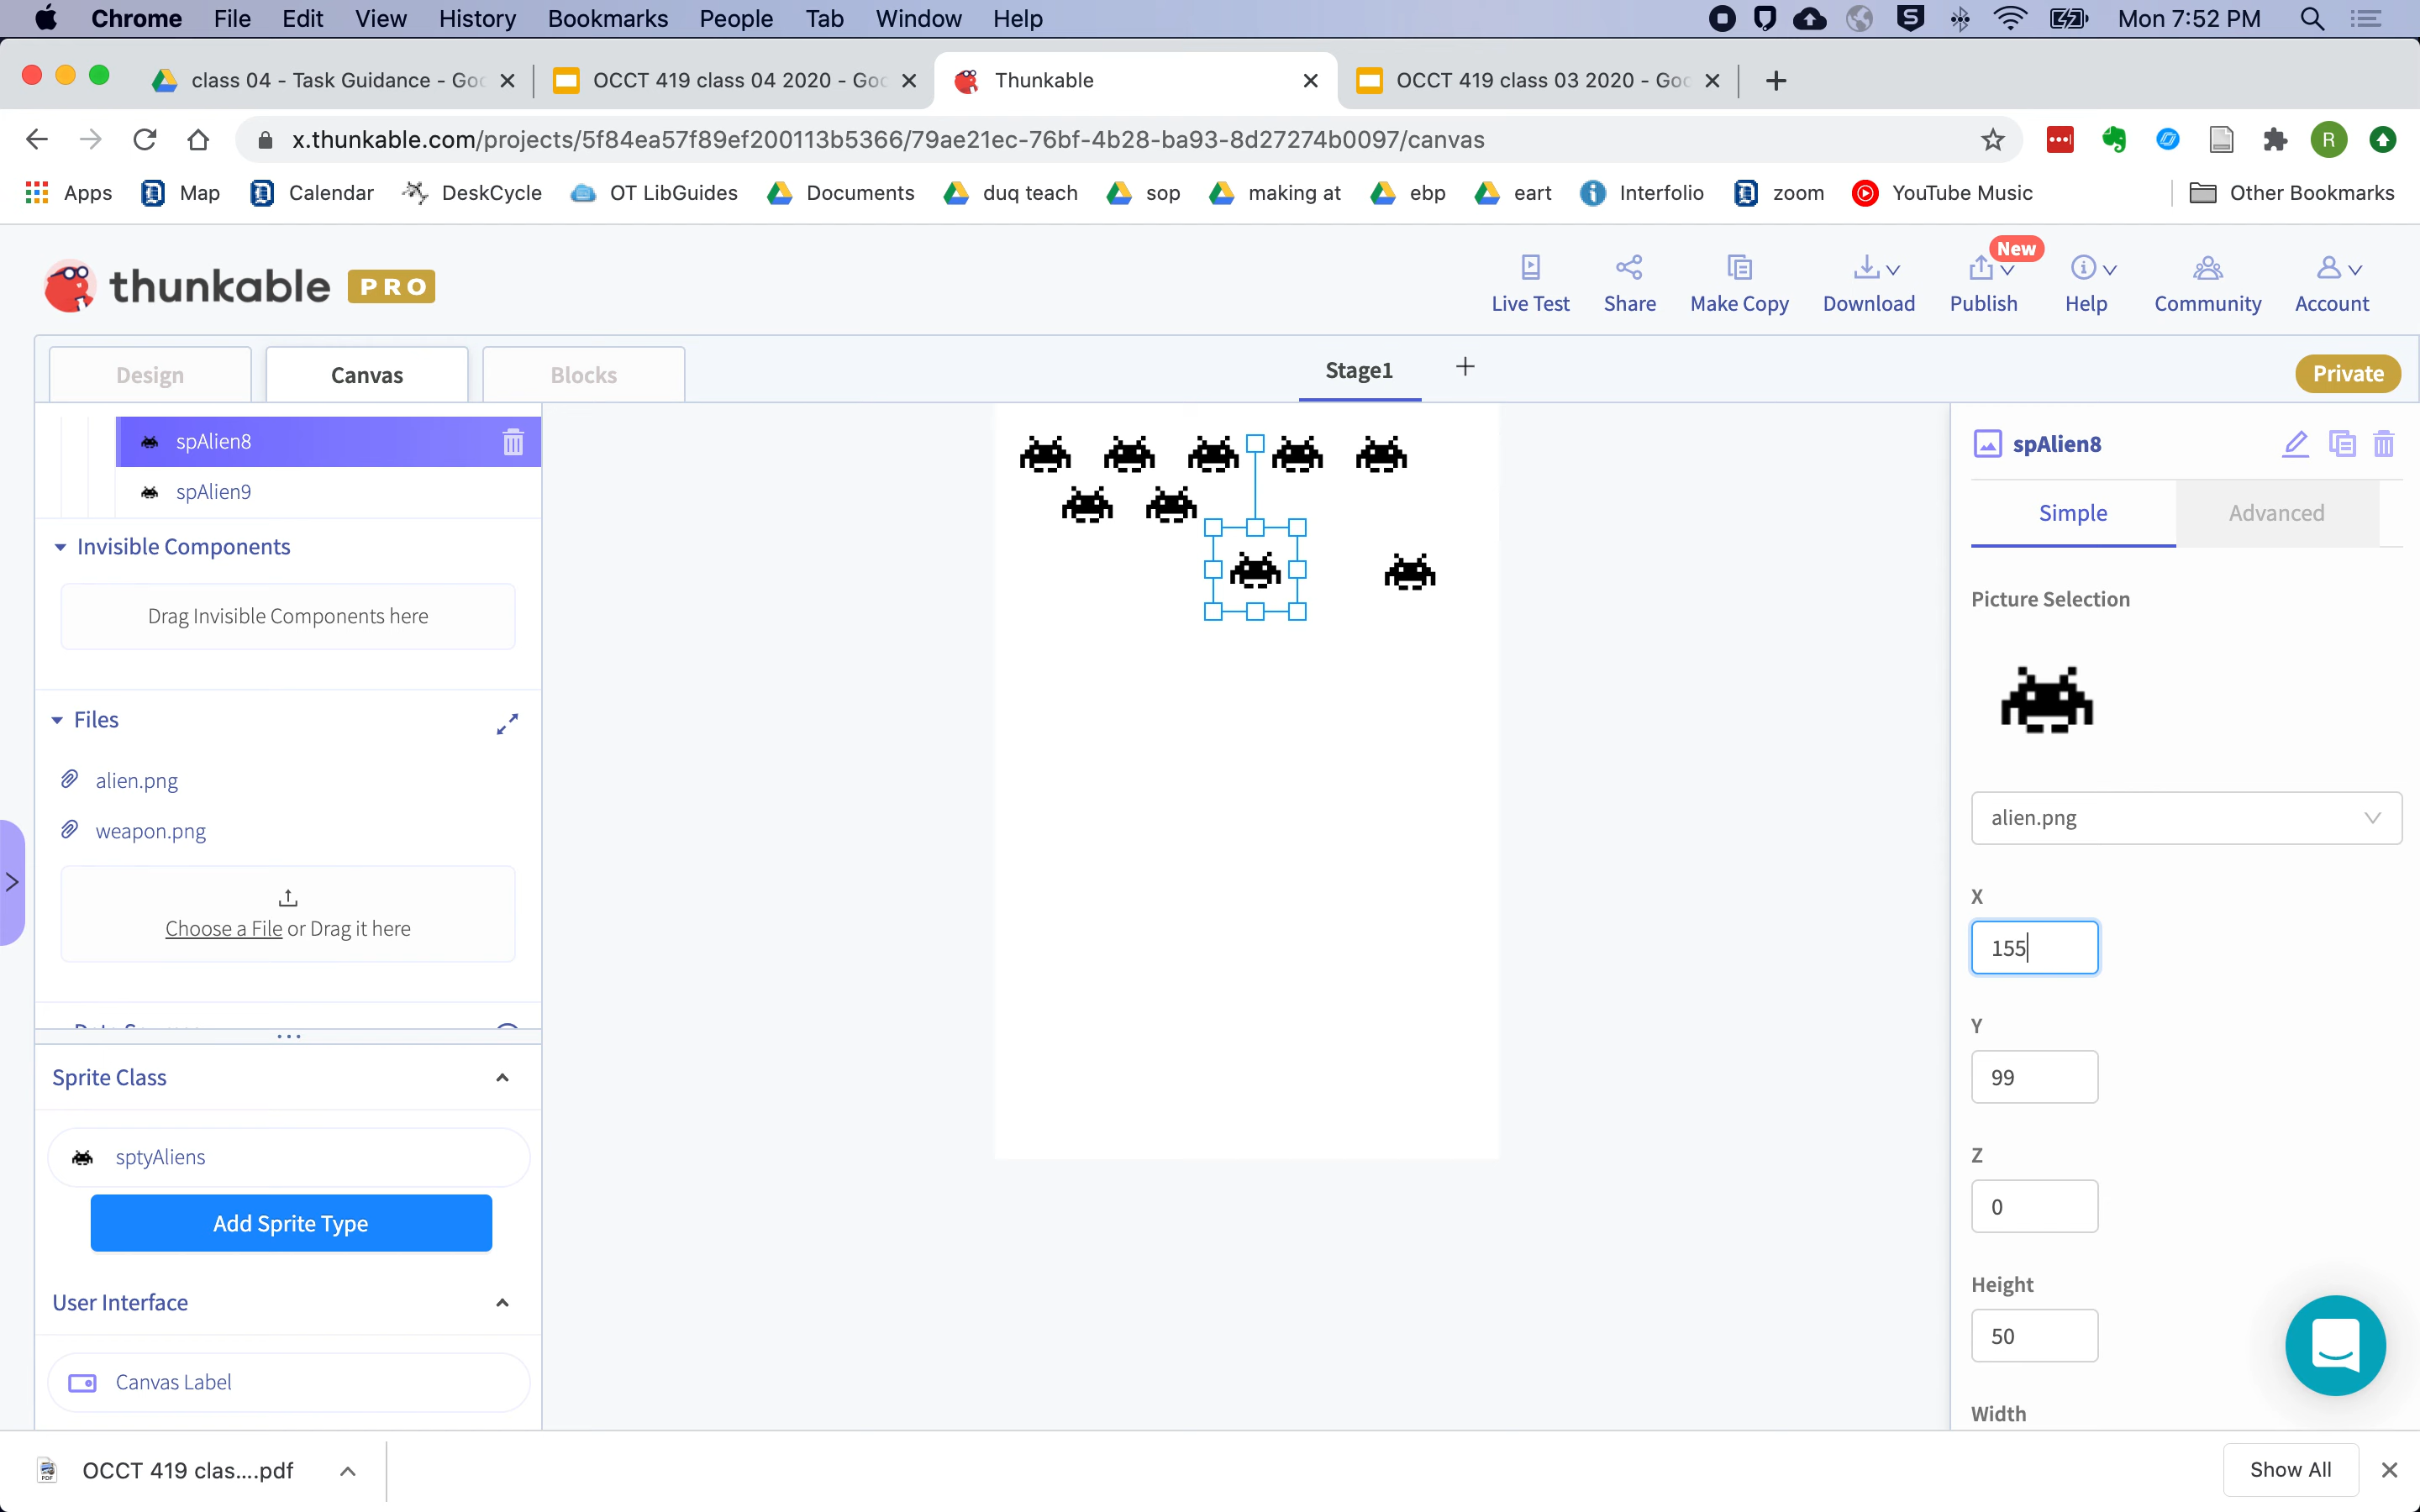 Chrome File Edit View History Bookmarks People Tab Window Help Mon 7:52 PM
class 04 - Task Guidance - Goo OCCT 419 class 04 2020 - Goo Thunkable OCCT 419 class 03 2020 - Goo
x.thunkable.com/projects/5f84ea57f89ef200113b5366/79ae21ec-76bf-4b28-ba93-8d27274b0097/canvas R
Apps Map Calendar DeskCycle OT LibGuides Documents duq teach sop making at ebp eart Interfolio zoom YouTube Music Other Bookmarks
New
thunkable PRO
Live Test Share Make Copy Download Publish Help Community Account
Design Canvas Blocks Stage1 + Private
spAlien8
spAlien9
Invisible Components
Drag Invisible Components here
Files
alien.png
weapon.png
Choose a File or Drag it here
Sprite Class
sptyAliens
Add Sprite Type
User Interface
Canvas Label
spAlien8
Simple Advanced
Picture Selection
alien.png
X
155
Y
99
Z
0
Height
50
Width
OCCT 419 clas....pdf Show All